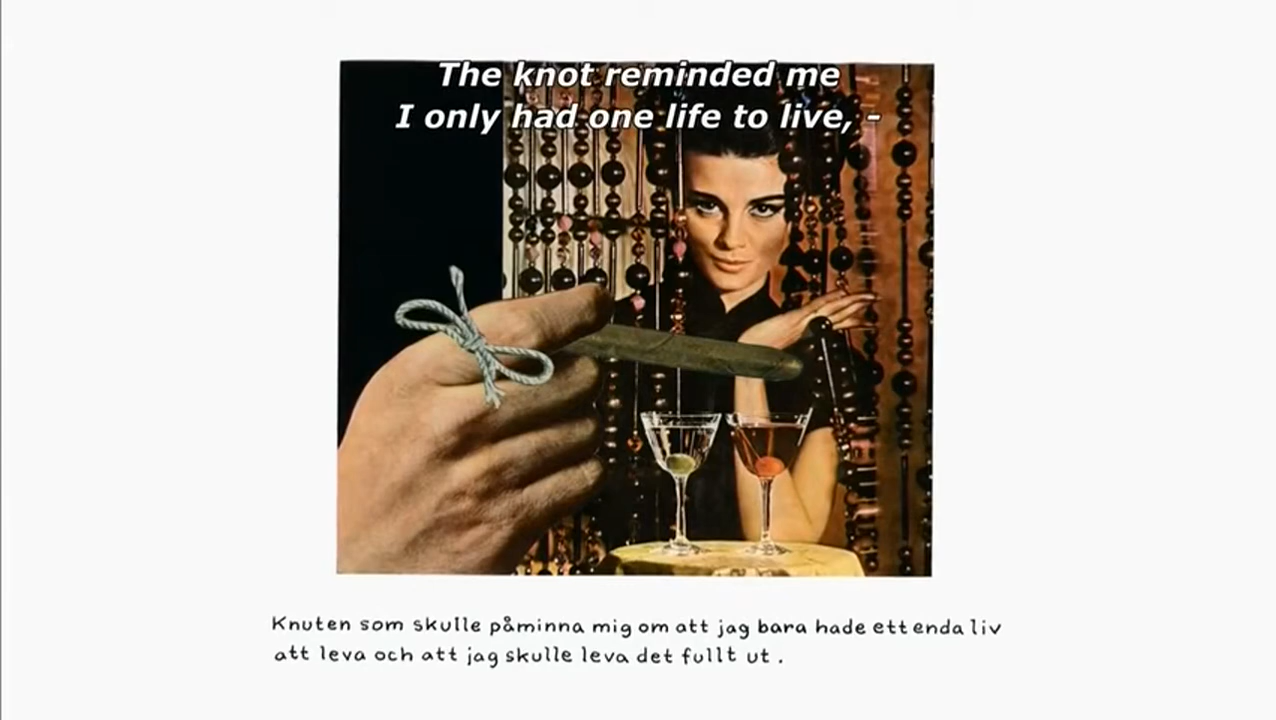 The knot reminded me
I only had one life to live, -
Knuten som skulle påminna mig om att jag bara hade ett enda liv
att leva och att jag skulle leva det fullt ut .